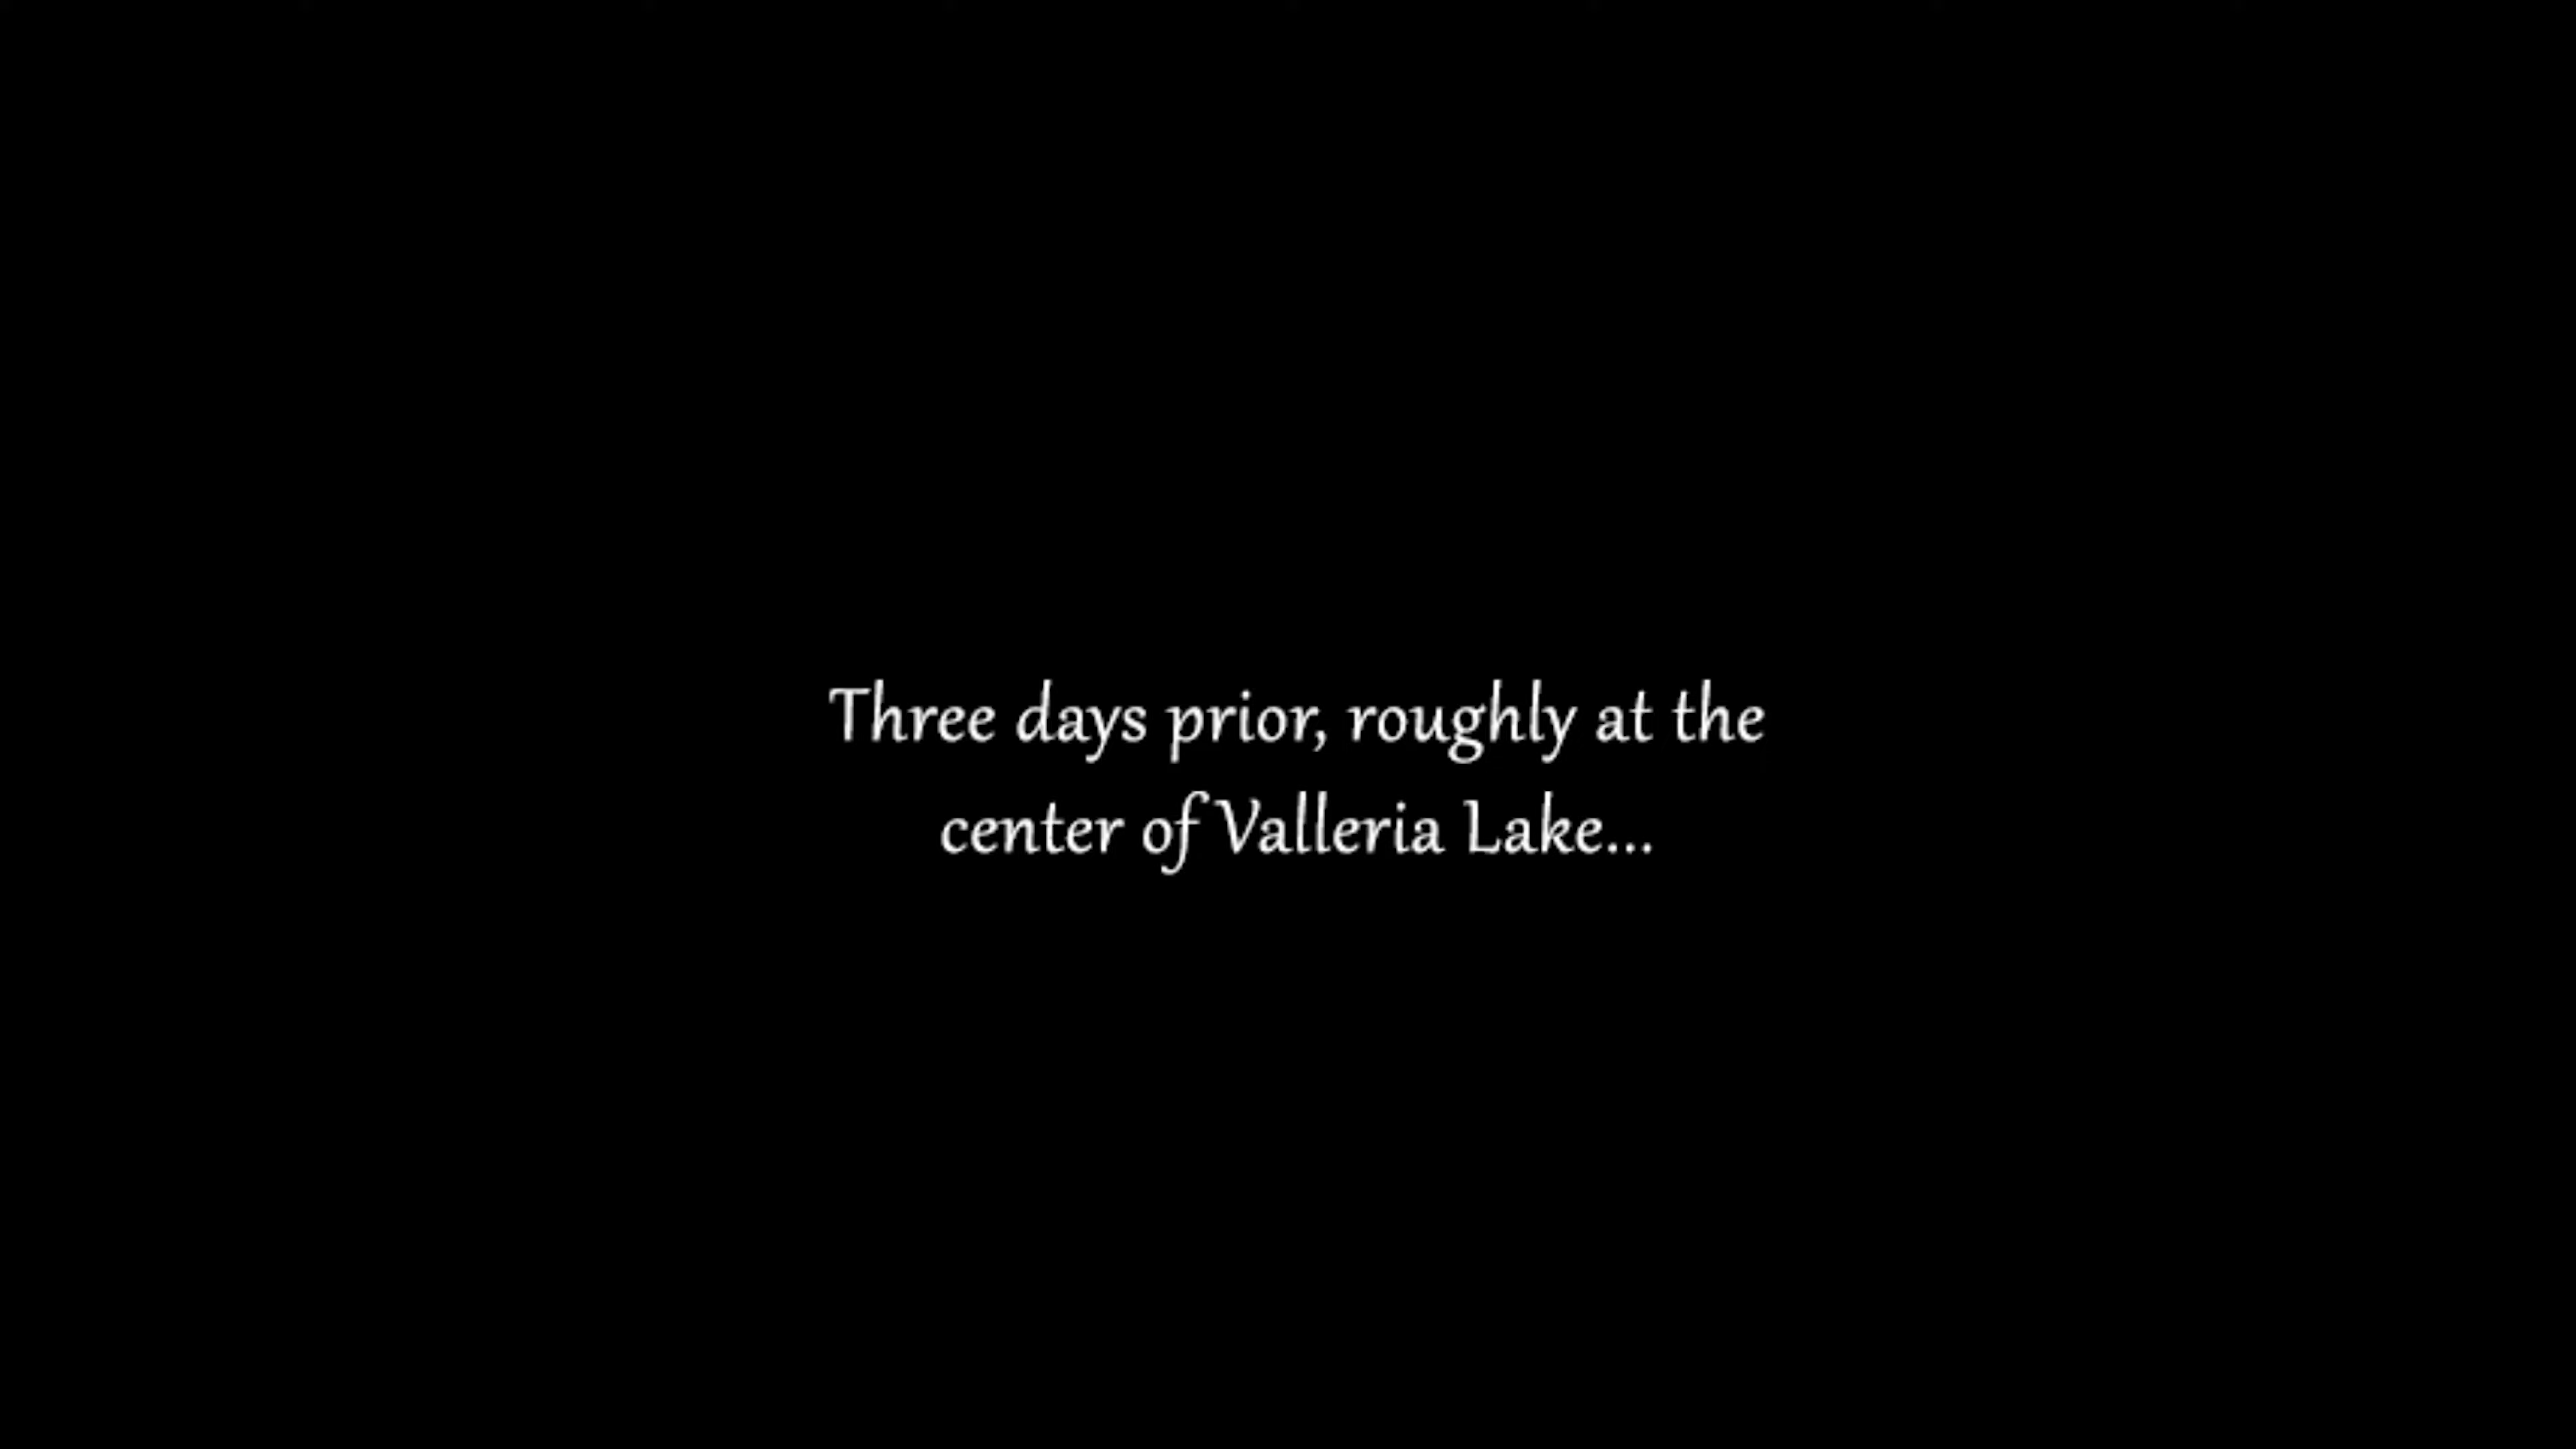 Three days prior, roughly at the
center of Valleria Lake...